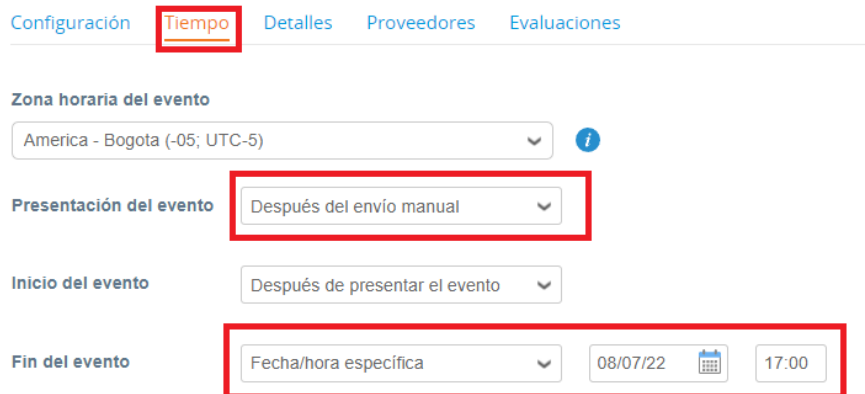 Configuración Tiempo Detalles Proveedores Evaluaciones
Zona horaria del evento
America - Bogota (-05; UTC-5)
i
Presentación del evento Después del envío manual
Inicio del evento Después de presentar el evento
Fin del evento Fecha/hora específica 08/07/22 17:00